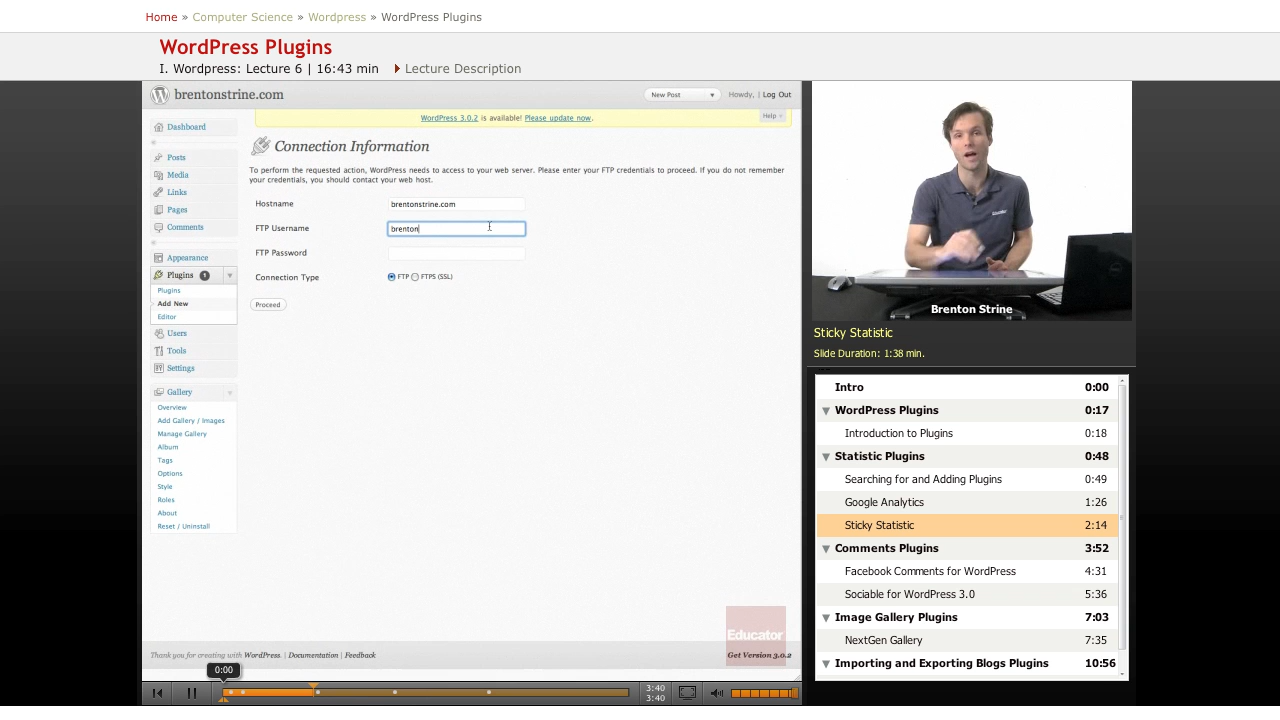 Home » Computer Science » Wordpress » WordPress Plugins
WordPress Plugins
I. Wordpress: Lecture 6 | 16:43 min Lecture Description
brentonstrine.com
New Post
Howdy, | Log Out
WordPress 3.0.2 is available! Please update now.
Help
Dashboard
Posts
Media
Links
Pages
Comments
Appearance
Plugins 1
Plugins
Add New
Editor
Users
Tools
Settings
Gallery
Overview
Add Gallery / Images
Manage Gallery
Album
Tags
Options
Style
Roles
About
Reset / Uninstall
Connection Information
To perform the requested action, WordPress needs to access to your web server. Please enter your FTP credentials to proceed. If you do not remember
your credentials, you should contact your web host.
Hostname brentonstrine.com
FTP Username brenton
FTP Password
Connection Type FTP FTPS (SSL)
Proceed
Educator
Thank you for creating with WordPress. | Documentation | Feedback
Get Version 3.0.2
Brenton Strine
Sticky Statistic
Slide Duration: 1:38 min.
Intro 0:00
WordPress Plugins 0:17
Introduction to Plugins 0:18
Statistic Plugins 0:48
Searching for and Adding Plugins 0:49
Google Analytics 1:26
Sticky Statistic 2:14
Comments Plugins 3:52
Facebook Comments for WordPress 4:31
Sociable for WordPress 3.0 5:36
Image Gallery Plugins 7:03
NextGen Gallery 7:35
Importing and Exporting Blogs Plugins 10:56
0:00
3:40
3:40